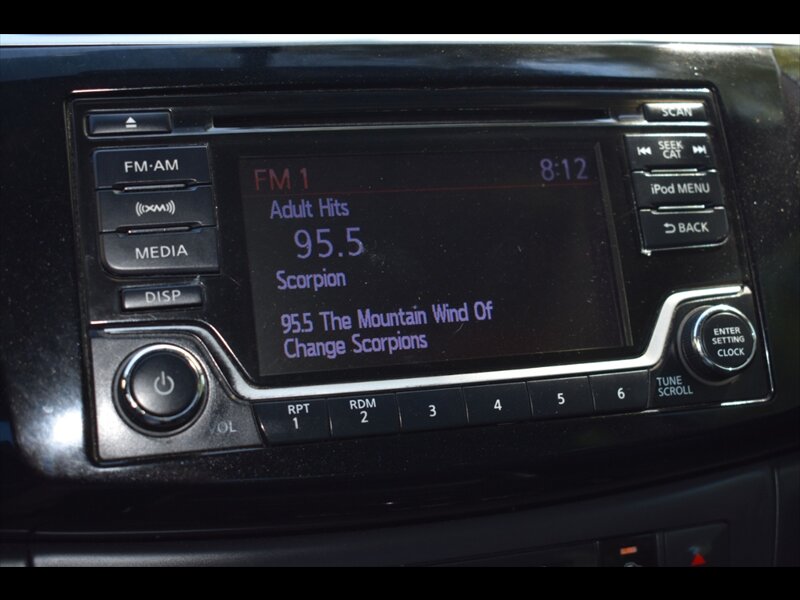 SCAN
FM·AM
SEEK
CAT
FM 1
8:12
iPod MENU
((XM))
Adult Hits
95.5
BACK
MEDIA
Scorpion
DISP
95.5 The Mountain Wind Of
Change Scorpions
ENTER
SETTING
CLOCK
TUNE
SCROLL
RPT
1
RDM
2
3
4
5
6
OL